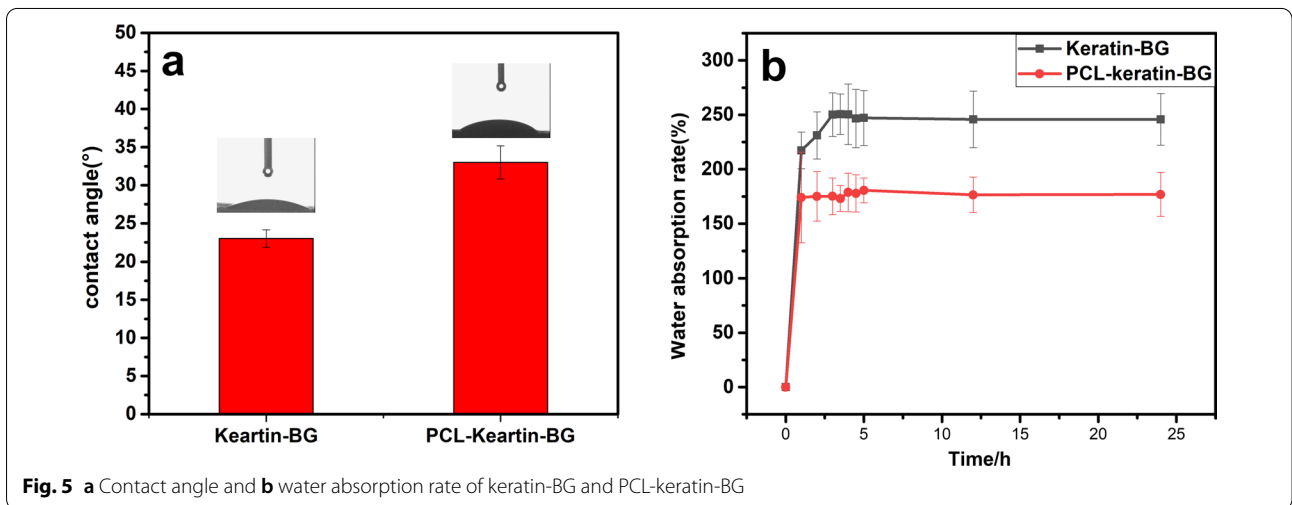 a
50
45
40
35
30
25
20
15
10
5
0
contact angle(°)
Keartin-BG
PCL-Keartin-BG
b
Keratin-BG
PCL-keratin-BG
300
250
200
150
100
50
0
Water absorption rate(%)
0
5
10
15
20
25
Time/h
Fig. 5 a Contact angle and b water absorption rate of keratin-BG and PCL-keratin-BG